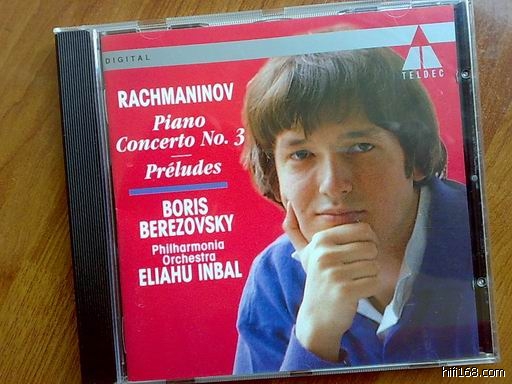 DIGITAL
TELDEC
RACHMANINOV
Piano
Concerto No. 3
Préludes
BORIS
BEREZOVSKY
Philharmonia
Orchestra
ELIAHU INBAL
hifi168.com